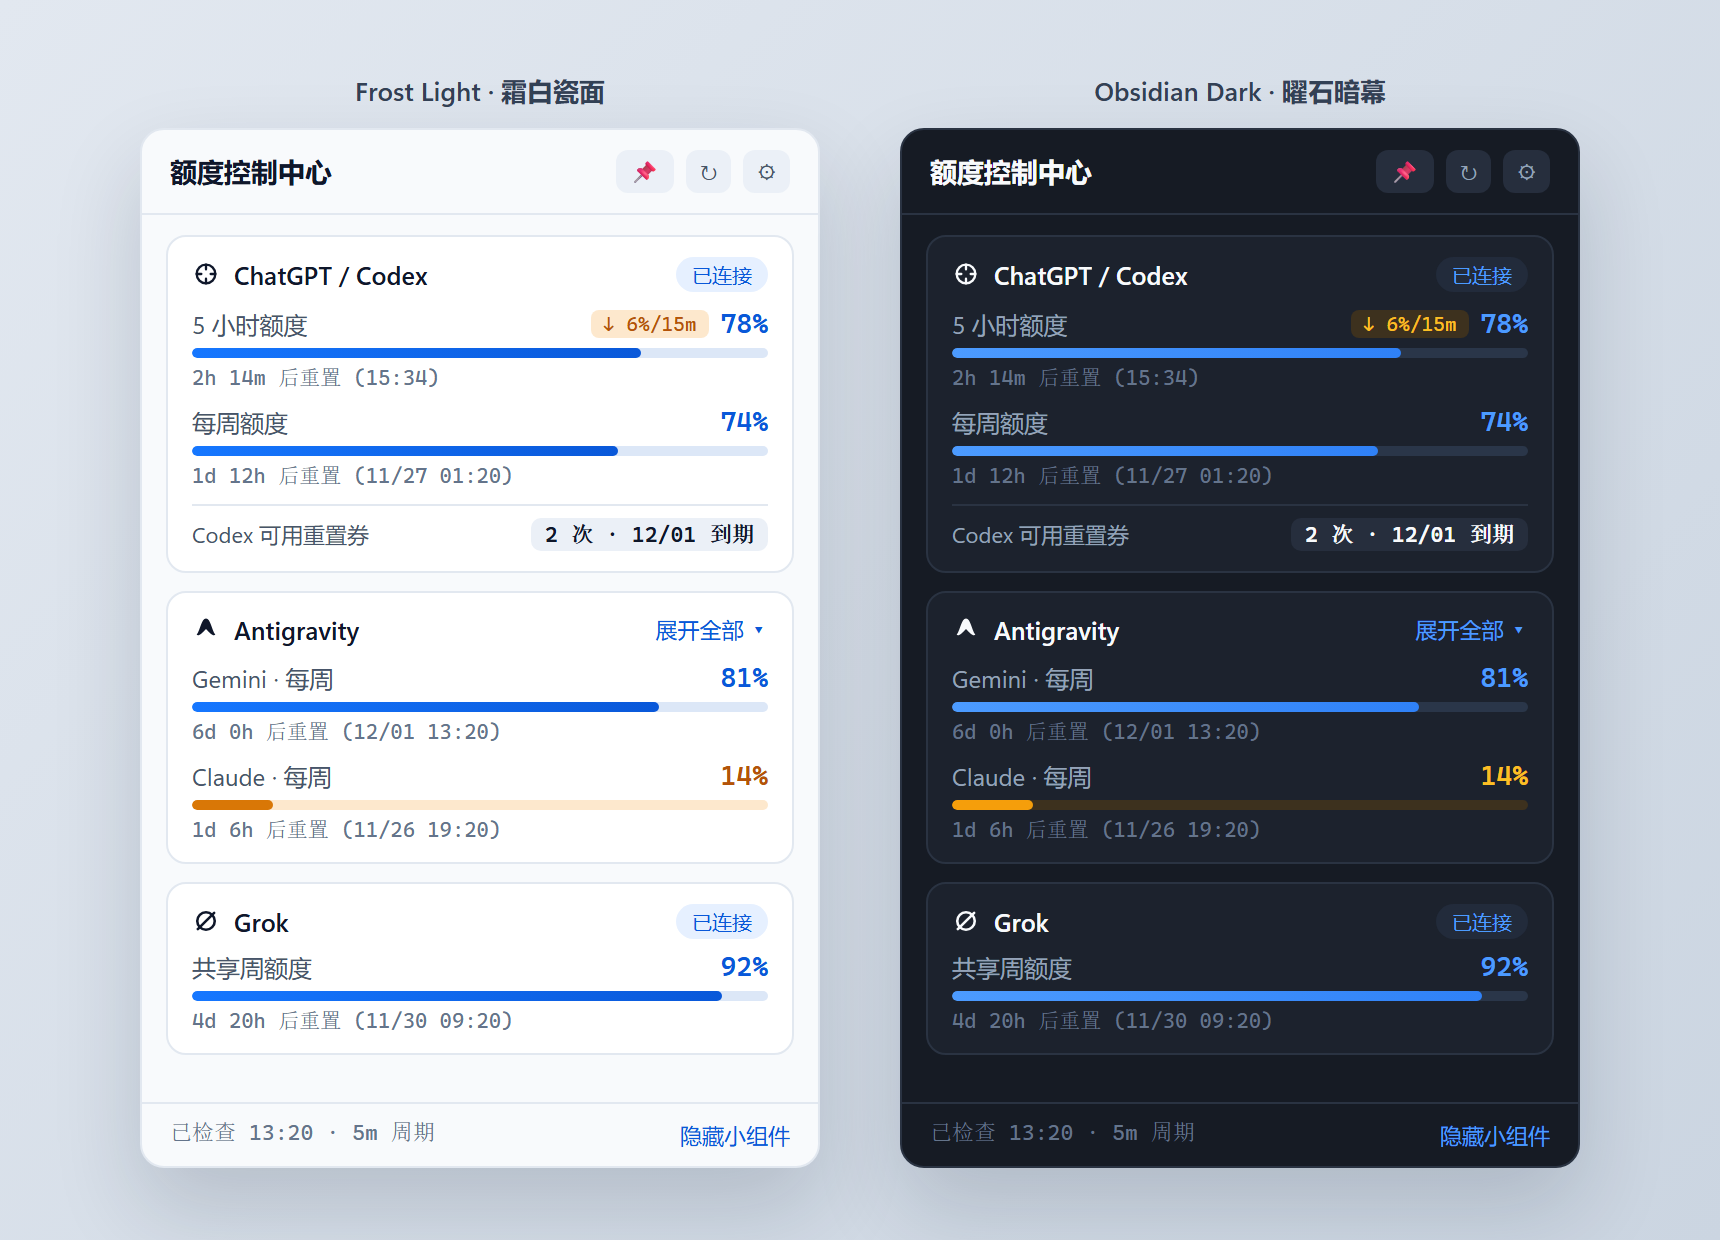 Frost Light · 霜白瓷面
额度控制中心
ChatGPT / Codex 已连接
5 小时额度 ↓ 6%/15m 78%
2h 14m 后重置 (15:34)
每周额度 74%
1d 12h 后重置 (11/27 01:20)
Codex 可用重置券 2 次 · 12/01 到期
Antigravity 展开全部 ▾
Gemini · 每周 81%
6d 0h 后重置 (12/01 13:20)
Claude · 每周 14%
1d 6h 后重置 (11/26 19:20)
Grok 已连接
共享周额度 92%
4d 20h 后重置 (11/30 09:20)
已检查 13:20 · 5m 周期 隐藏小组件
Obsidian Dark · 曜石暗幕
额度控制中心
ChatGPT / Codex 已连接
5 小时额度 ↓ 6%/15m 78%
2h 14m 后重置 (15:34)
每周额度 74%
1d 12h 后重置 (11/27 01:20)
Codex 可用重置券 2 次 · 12/01 到期
Antigravity 展开全部 ▾
Gemini · 每周 81%
6d 0h 后重置 (12/01 13:20)
Claude · 每周 14%
1d 6h 后重置 (11/26 19:20)
Grok 已连接
共享周额度 92%
4d 20h 后重置 (11/30 09:20)
已检查 13:20 · 5m 周期 隐藏小组件